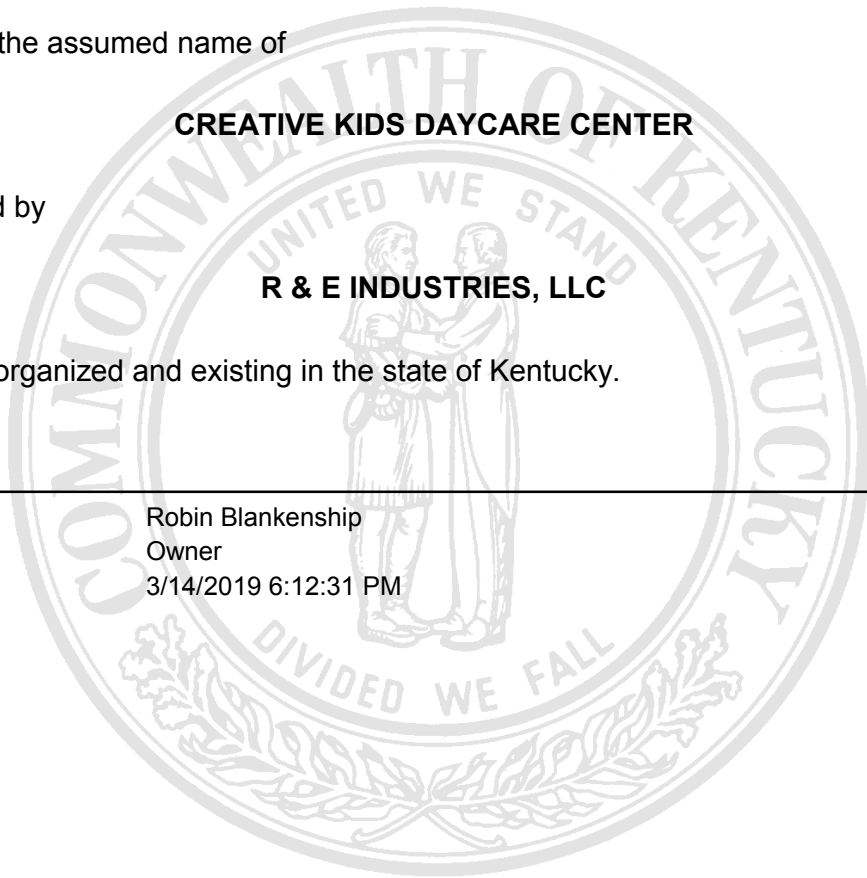 the assumed name of
CREATIVE KIDS DAYCARE CENTER
d by
R & E INDUSTRIES, LLC
organized and existing in the state of Kentucky.
Robin Blankenship
Owner
3/14/2019 6:12:31 PM
COMMONWEALTH OF KENTUCKY
UNITED WE STAND
DIVIDED WE FALL